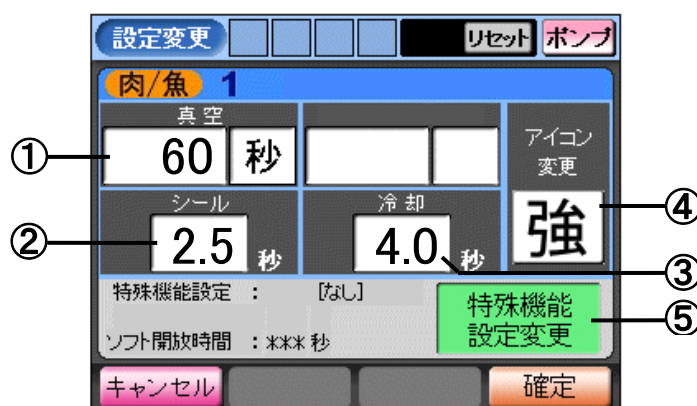 設定変更 リセット ポンプ
肉/魚 1
真空
① 60 秒
アイコン
変更
シール 冷却
② 2.5 秒 4.0 秒 強 ④
③
特殊機能設定 : [なし]
特殊機能
設定変更 ⑤
ソフト開放時間 : *** 秒
キャンセル 確定